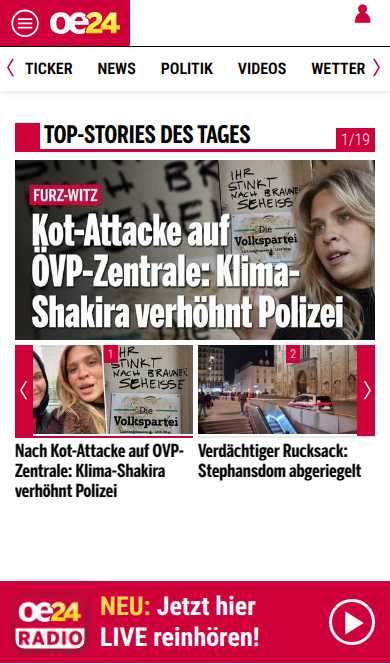 oe24
TICKER NEWS POLITIK VIDEOS WETTER
TOP-STORIES DES TAGES
1/19
IHR
STINKT
NACH BRAUNER
SCHEISSE
Die
Volkspartei
FURZ-WITZ
Kot-Attacke auf
ÖVP-Zentrale: Klima-
Shakira verhöhnt Polizei
1
IHR
STINKT
NACH BRAUNER
SCHEISSE
Die
Volkspartei
2
Nach Kot-Attacke auf ÖVP-
Zentrale: Klima-Shakira
verhöhnt Polizei
Verdächtiger Rucksack:
Stephansdom abgeriegelt
oe24
RADIO
NEU: Jetzt hier
LIVE reinhören!